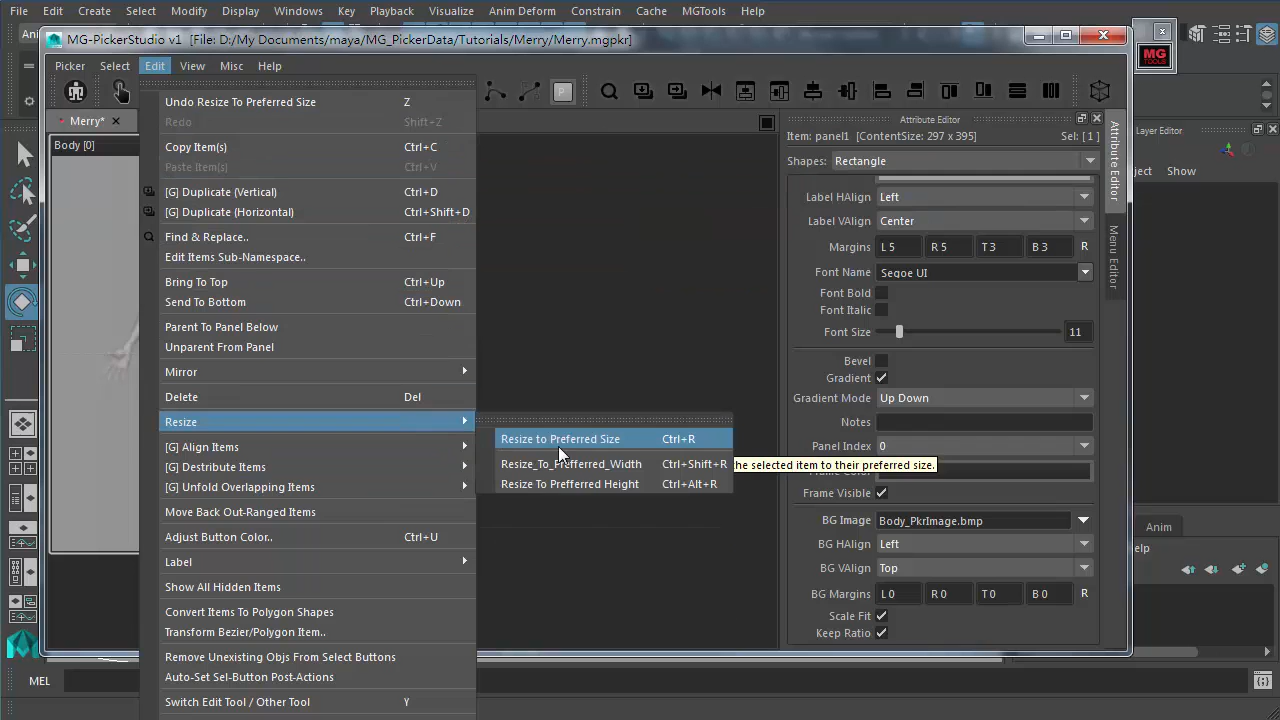 File Edit Create Select Modify Display Windows Key Playback Visualize Anim Deform Constrain Cache MGTools Help
MG-PickerStudio v1 [File: D:/My Documents/maya/MG_PickerData/Tutorials/Merry/Merry.mgpkr]
MG
TOOLS
Picker Select Edit View Misc Help
Merry*
Body [0]
Undo Resize To Preferred Size Z
Redo Shift+Z
Copy Item(s) Ctrl+C
Paste Item(s) Ctrl+V
[G] Duplicate (Vertical) Ctrl+D
[G] Duplicate (Horizontal) Ctrl+Shift+D
Find & Replace.. Ctrl+F
Edit Items Sub-Namespace..
Bring To Top Ctrl+Up
Send To Bottom Ctrl+Down
Parent To Panel Below
Unparent From Panel
Mirror
Delete Del
Resize
[G] Align Items
[G] Destribute Items
[G] Unfold Overlapping Items
Move Back Out-Ranged Items
Adjust Button Color.. Ctrl+U
Label
Show All Hidden Items
Convert Items To Polygon Shapes
Transform Bezier/Polygon Item..
Remove Unexisting Objs From Select Buttons
Auto-Set Sel-Button Post-Actions
Switch Edit Tool / Other Tool Y
Resize to Preferred Size Ctrl+R
Resize_To_Prefferred_Width Ctrl+Shift+R
Resize To Prefferred Height Ctrl+Alt+R
he selected item to their preferred size.
Attribute Editor
Item: panel1 [ContentSize: 297 x 395] Sel: [ 1 ]
Shapes: Rectangle
Label HAlign Left
Label VAlign Center
Margins L 5 R 5 T 3 B 3 R
Font Name Segoe UI
Font Bold
Font Italic
Font Size 11
Bevel
Gradient
Gradient Mode Up Down
Notes
Panel Index 0
Frame Color
Frame Visible
BG Image Body_PkrImage.bmp
BG HAlign Left
BG VAlign Top
BG Margins L 0 R 0 T 0 B 0 R
Scale Fit
Keep Ratio
Attribute Editor
Menu Editor
Layer Editor
ject Show
Anim
elp
MEL